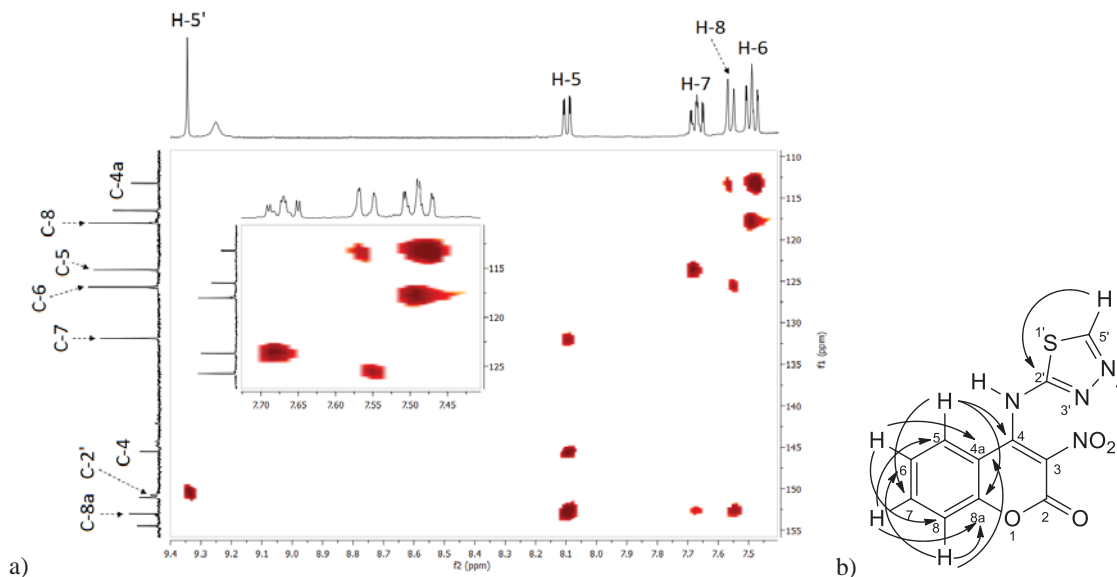 H-5'
H-5
H-7
H-8
H-6
C-4a
C-8
C-5
C-6
C-7
C-4
C-2'
C-8a
110
115
120
125
130
135
140
145
150
155
f1 (ppm)
115
120
125
7.70 7.65 7.60 7.55 7.50 7.45
9.4 9.3 9.2 9.1 9.0 8.9 8.8 8.7 8.6 8.5 8.4 8.3 8.2 8.1 8.0 7.9 7.8 7.7 7.6 7.5
f2 (ppm)
a)
H
1'
S
5'
H
2'
N
N
3'
N
H
H
5
4a
4
NO2
H
6
3
H
7
8
8a
O
1
2
O
H
b)